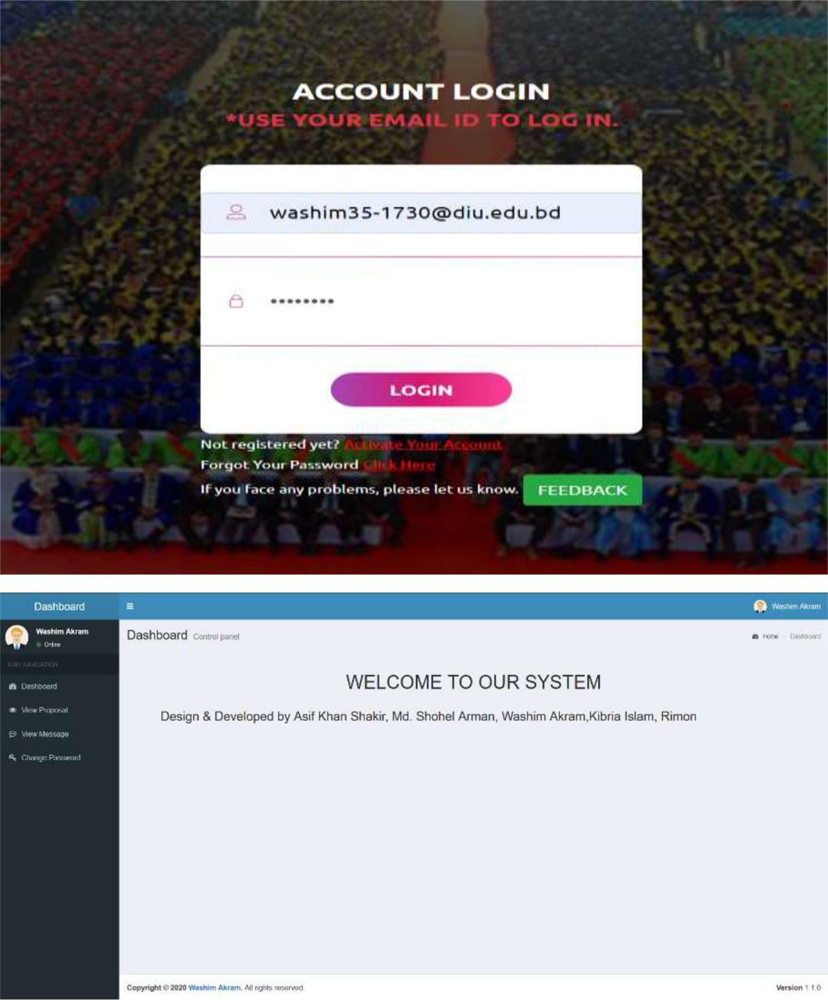 ACCOUNT LOGIN
*USE YOUR EMAIL ID TO LOG IN.
washim35-1730@diu.edu.bd
••••••••
LOGIN
Not registered yet? Activate Your Account
Forgot Your Password Click Here
If you face any problems, please let us know. FEEDBACK
Dashboard
Washim Akram
Washim Akram
Online
Dashboard Control panel
Home
Dashboard
MAIN NAVIGATION
Dashboard
View Proposal
View Message
Change Password
WELCOME TO OUR SYSTEM
Design & Developed by Asif Khan Shakir, Md. Shohel Arman, Washim Akram,Kibria Islam, Rimon
Copyright © 2020 Washim Akram. All rights reserved.
Version 1.1.0